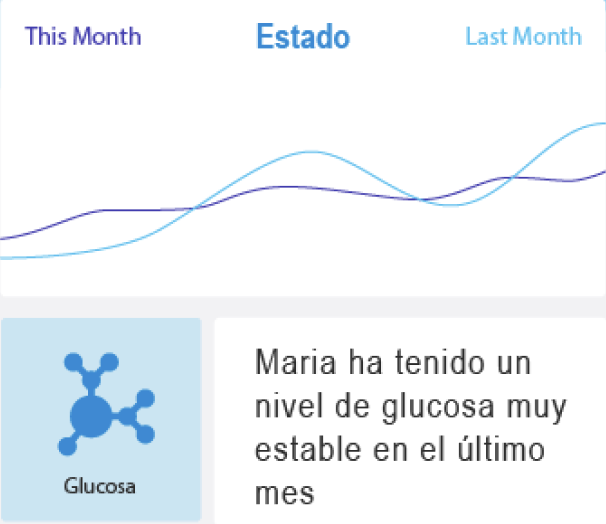 This Month
Estado
Last Month
Glucosa
Maria ha tenido un
nivel de glucosa muy
estable en el último
mes